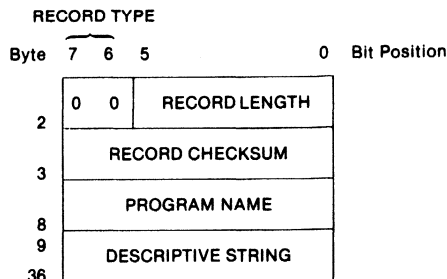 RECORD TYPE
Byte 7 6 5 0 Bit Position
0 0 RECORD LENGTH
2
RECORD CHECKSUM
3
PROGRAM NAME
8
9
DESCRIPTIVE STRING
36